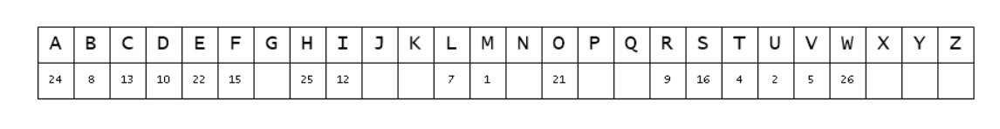 A B C D E F G H I J K L M N O P Q R S T U V W X Y Z
24 8 13 10 22 15 25 12 7 1 21 9 16 4 2 5 26